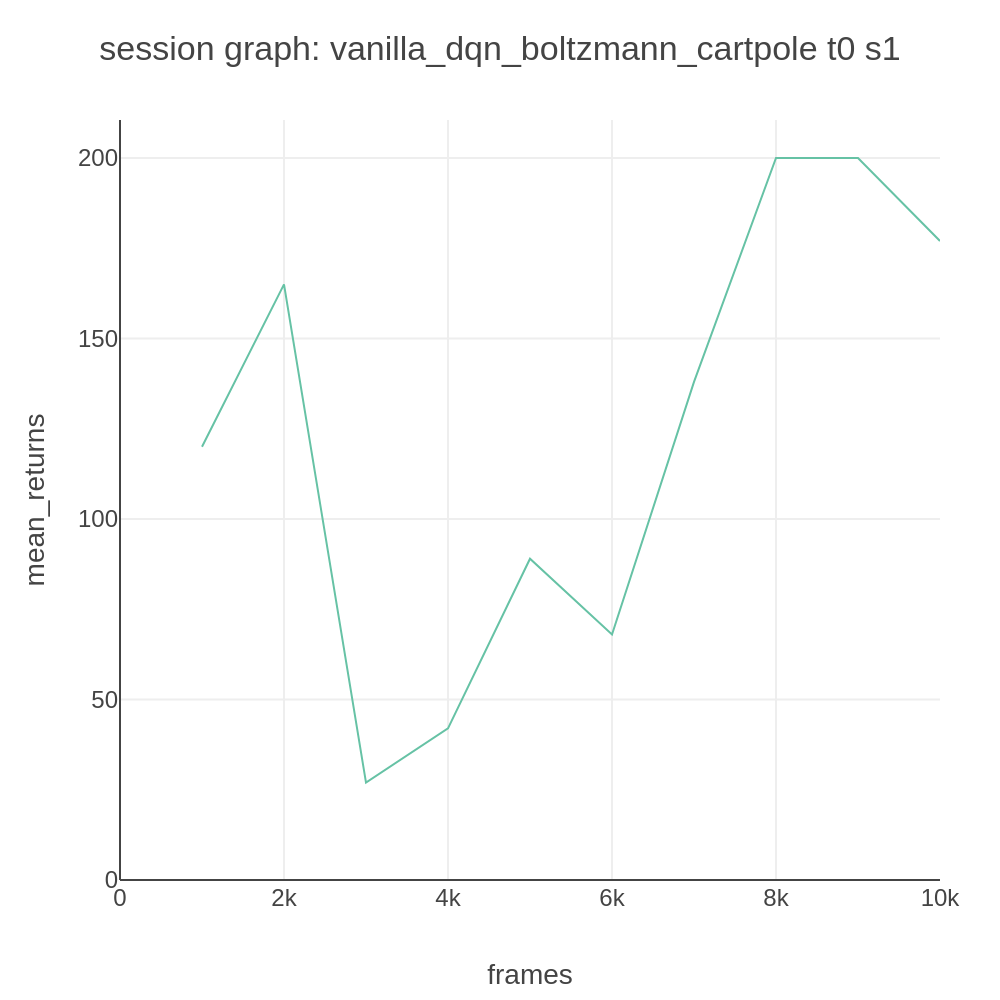 session graph: vanilla_dqn_boltzmann_cartpole t0 s1
200
150
100
50
0
mean_returns
0 2k 4k 6k 8k 10k
frames